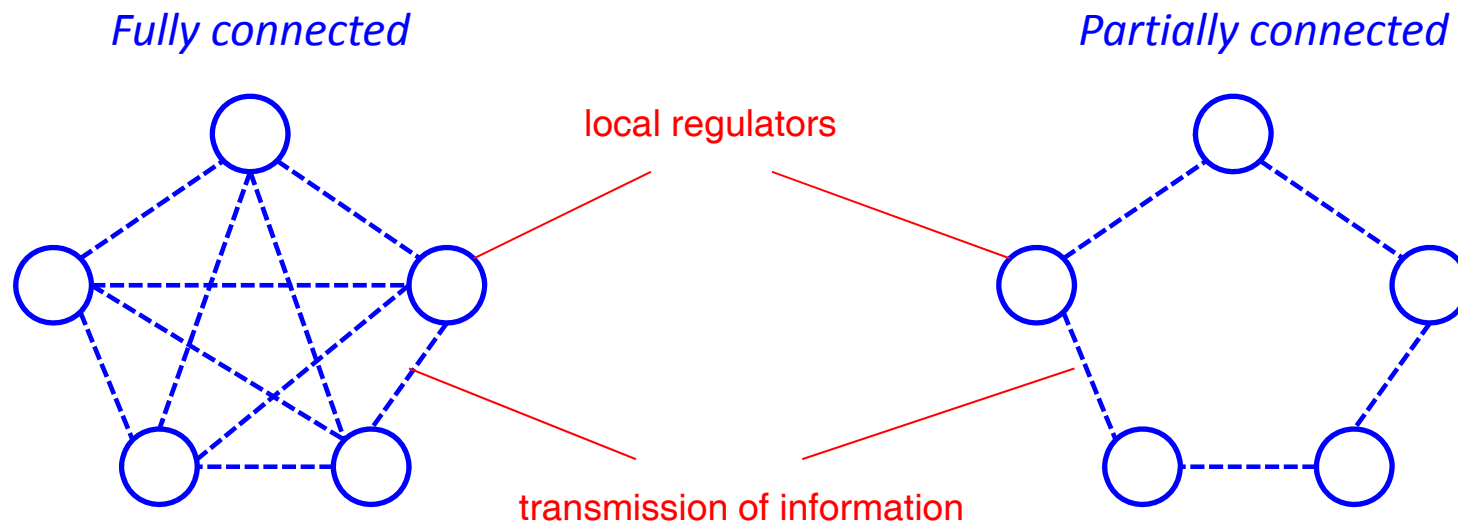 Fully connected
Partially connected
local regulators
transmission of information